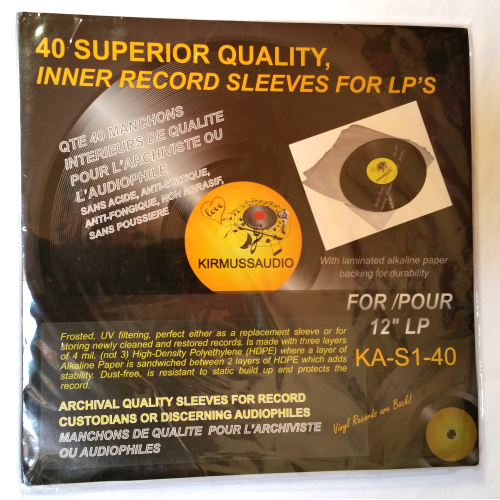 40 SUPERIOR QUALITY,
INNER RECORD SLEEVES FOR LP'S
QTE 40 MANCHONS
INTERIEURS DE QUALITE
POUR L'ARCHIVISTE OU
L'AUDIOPHILE
SANS ACIDE, ANTI-STATIQUE,
ANTI-FONGIQUE, NON ABRASIF,
SANS POUSSIERE
love
KIRMUSSAUDIO
With laminated alkaline paper
backing for durability
FOR /POUR
12" LP
KA-S1-40
Frosted, UV filtering, perfect either as a replacement sleeve or for
storing newly cleaned and restored records. Is made with three layers
of 4 mil. (not 3) High-Density Polyethylene (HDPE) where a layer of
Alkaline Paper is sandwiched between 2 layers of HDPE which adds
stability. Dust-free, is resistant to static build up and protects the
record.
ARCHIVAL QUALITY SLEEVES FOR RECORD
CUSTODIANS OR DISCERNING AUDIOPHILES
MANCHONS DE QUALITE POUR L'ARCHIVISTE
OU AUDIOPHILES
Vinyl Records are Back!